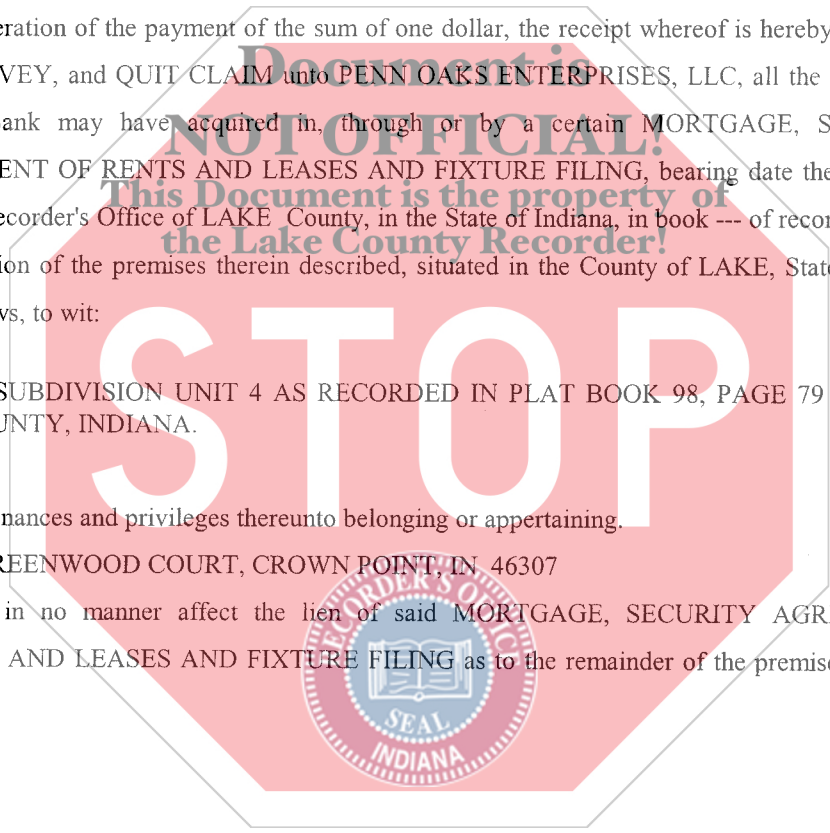 eration of the payment of the sum of one dollar, the receipt whereof is hereby
Document is
VEY, and QUIT CLAIM unto PENN OAKS ENTERPRISES, LLC, all the
ank may have acquired in, through or by a certain MORTGAGE, S
NOT OFFICIAL!
ENT OF RENTS AND LEASES AND FIXTURE FILING, bearing date the
This Document is the property of
ecorder's Office of LAKE County, in the State of Indiana, in book --- of recor
the Lake County Recorder!
ion of the premises therein described, situated in the County of LAKE, State
ws, to wit:
STOP
SUBDIVISION UNIT 4 AS RECORDED IN PLAT BOOK 98, PAGE 79
UNTY, INDIANA.
nances and privileges thereunto belonging or appertaining.
REENWOOD COURT, CROWN POINT, IN 46307
in no manner affect the lien of said MORTGAGE, SECURITY AGR
AND LEASES AND FIXTURE FILING as to the remainder of the premise
RECORDER'S OFFICE
SEAL
INDIANA